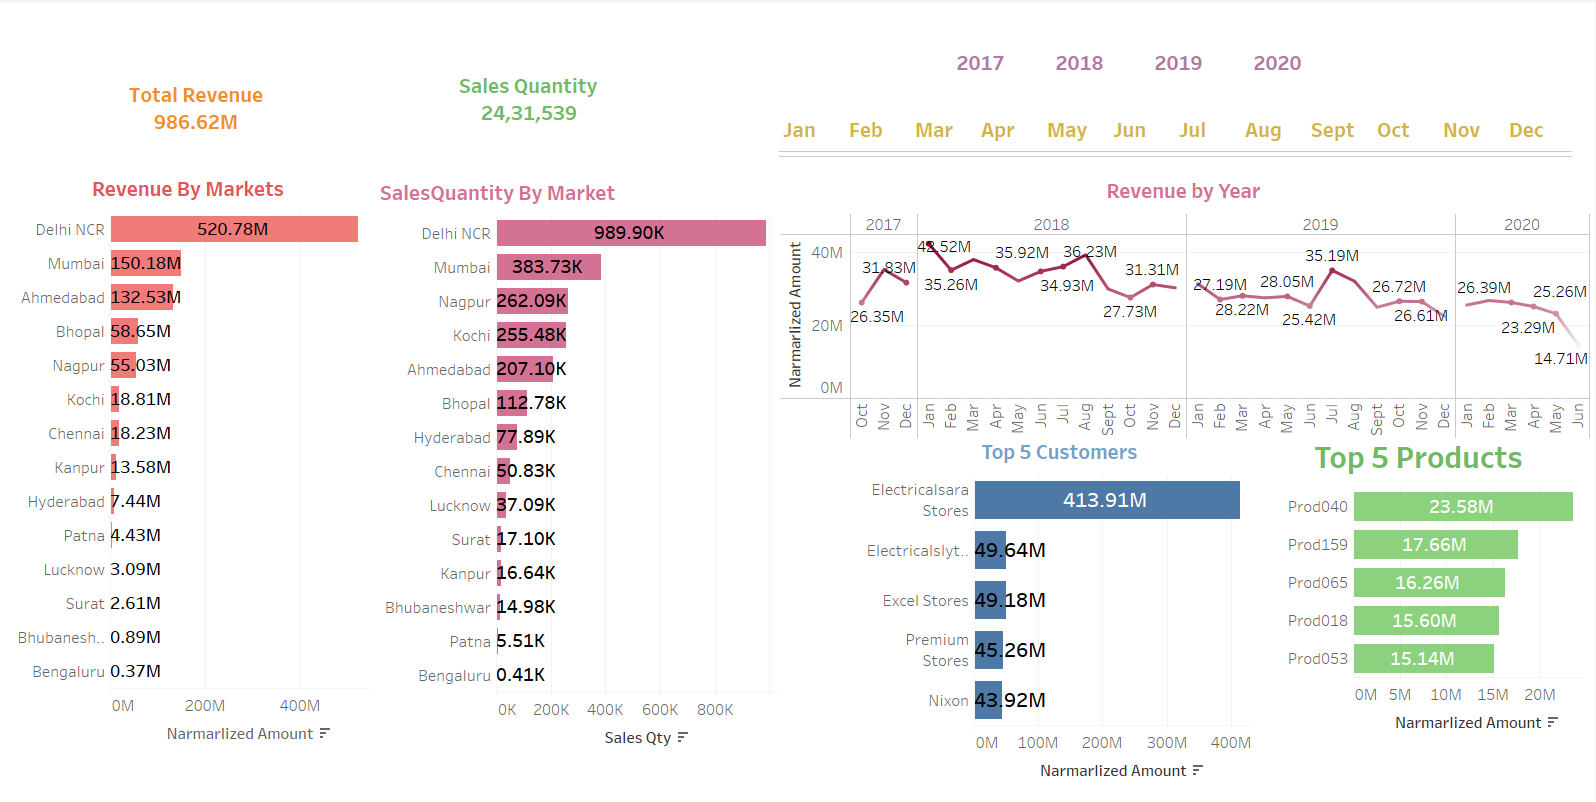 Total Revenue
986.62M
Sales Quantity
24,31,539
2017 2018 2019 2020
Jan Feb Mar Apr May Jun Jul Aug Sept Oct Nov Dec
Revenue By Markets
Delhi NCR 520.78M
Mumbai 150.18M
Ahmedabad 132.53M
Bhopal 58.65M
Nagpur 55.03M
Kochi 18.81M
Chennai 18.23M
Kanpur 13.58M
Hyderabad 7.44M
Patna 4.43M
Lucknow 3.09M
Surat 2.61M
Bhubanesh.. 0.89M
Bengaluru 0.37M
0M 200M 400M
Narmarlized Amount
SalesQuantity By Market
Delhi NCR 989.90K
Mumbai 383.73K
Nagpur 262.09K
Kochi 255.48K
Ahmedabad 207.10K
Bhopal 112.78K
Hyderabad 77.89K
Chennai 50.83K
Lucknow 37.09K
Surat 17.10K
Kanpur 16.64K
Bhubaneshwar 14.98K
Patna 5.51K
Bengaluru 0.41K
0K 200K 400K 600K 800K
Sales Qty
Revenue by Year
2017 2018 2019 2020
Narmarlized Amount
40M
20M
0M
26.35M 31.83M 42.52M 35.26M 35.92M 34.93M 36.23M 27.73M 31.31M 27.19M 28.22M 28.05M 25.42M 35.19M 26.72M 26.61M 26.39M 23.29M 25.26M 14.71M
Oct Nov Dec Jan Feb Mar Apr May Jun Jul Aug Sept Oct Nov Dec Jan Feb Mar Apr May Jun Jul Aug Sept Oct Nov Dec Jan Feb Mar Apr May Jun
Top 5 Customers
Electricalsara
Stores 413.91M
Electricalslyt.. 49.64M
Excel Stores 49.18M
Premium
Stores 45.26M
Nixon 43.92M
0M 100M 200M 300M 400M
Narmarlized Amount
Top 5 Products
Prod040 23.58M
Prod159 17.66M
Prod065 16.26M
Prod018 15.60M
Prod053 15.14M
0M 5M 10M 15M 20M
Narmarlized Amount